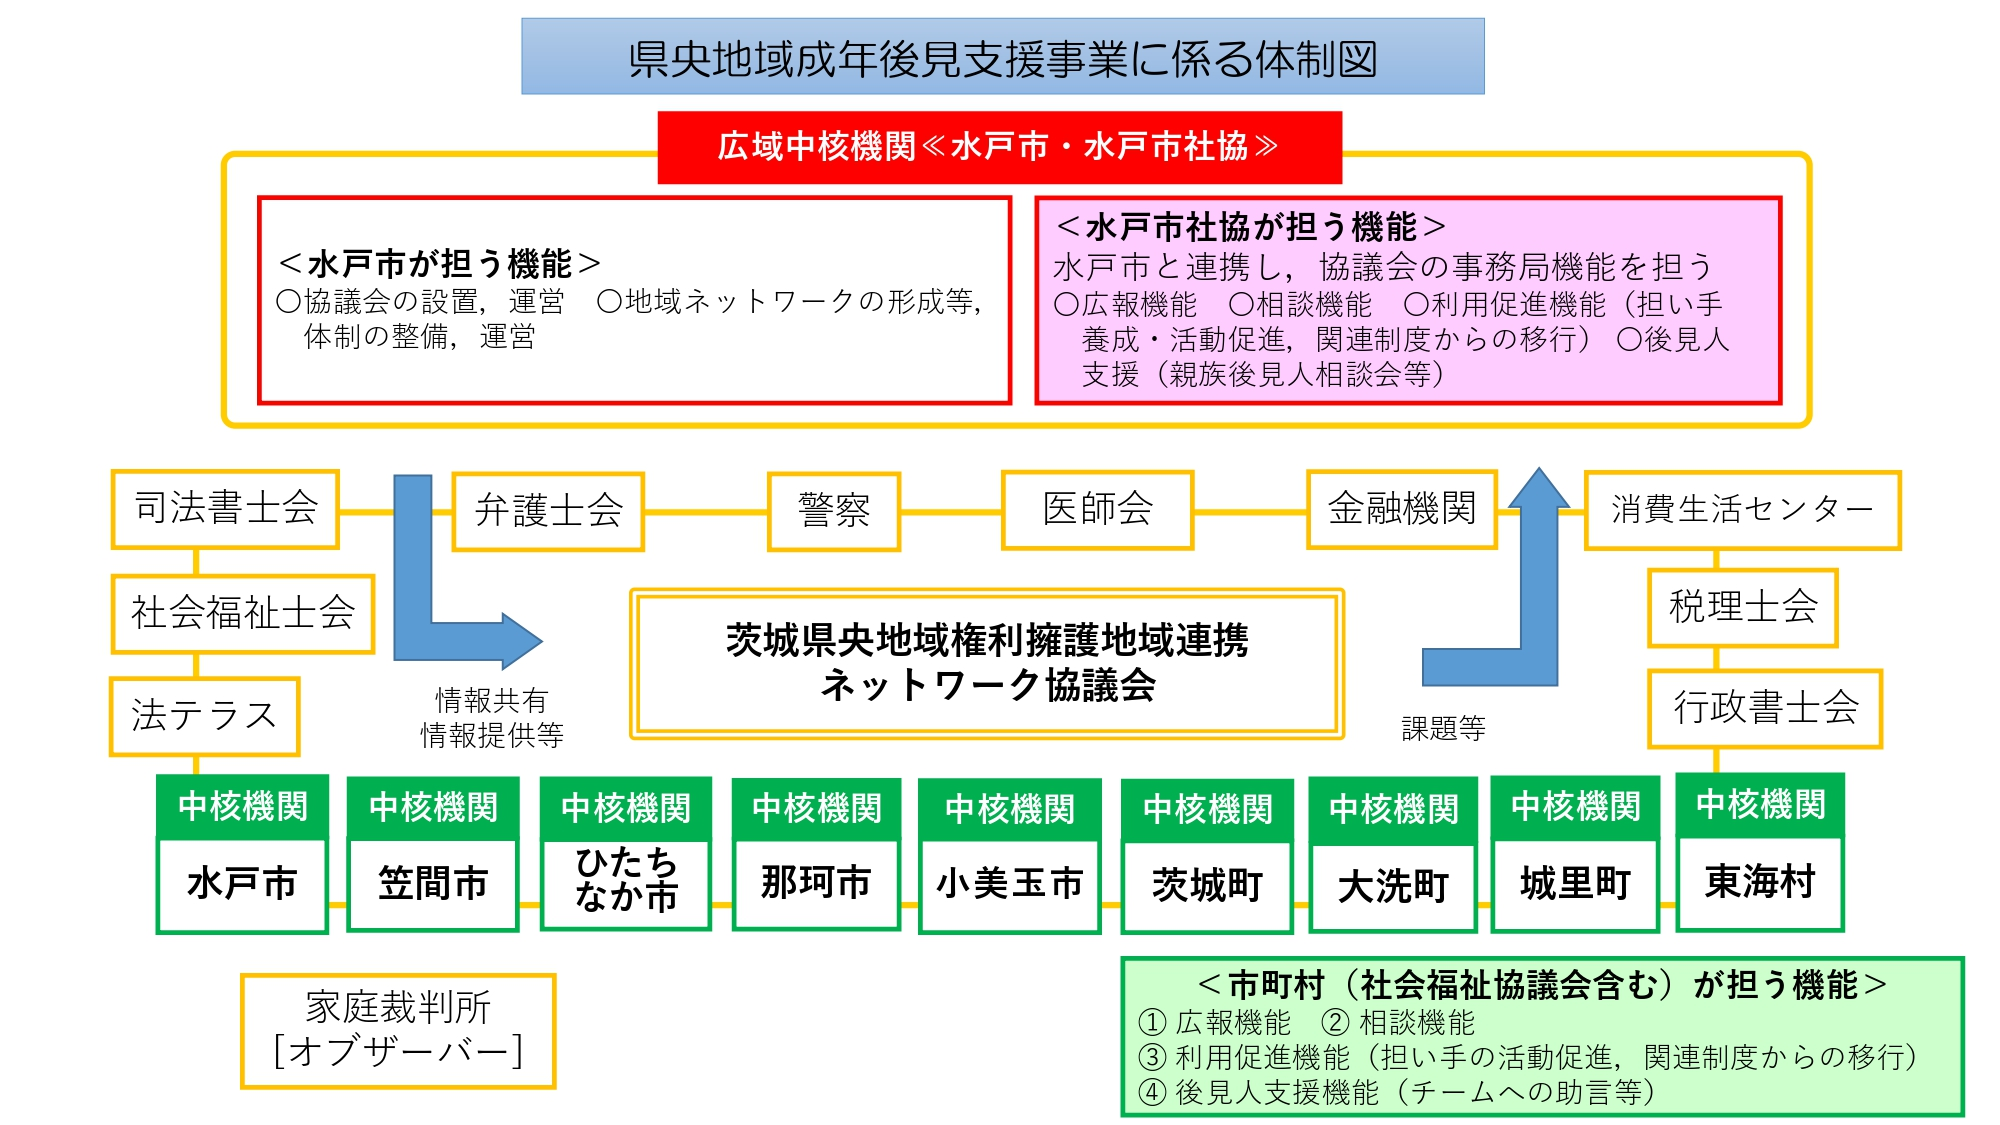 県央地域成年後見支援事業に係る体制図
広域中核機関≪水戸市・水戸市社協≫
＜水戸市が担う機能＞
〇協議会の設置，運営　〇地域ネットワークの形成等，
体制の整備，運営
＜水戸市社協が担う機能＞
水戸市と連携し，協議会の事務局機能を担う
〇広報機能　〇相談機能　〇利用促進機能（担い手
養成・活動促進，関連制度からの移行）　〇後見人
支援（親族後見人相談会等）
司法書士会
弁護士会
警察
医師会
金融機関
消費生活センター
社会福祉士会
税理士会
法テラス
行政書士会
茨城県央地域権利擁護地域連携
ネットワーク協議会
情報共有
情報提供等
課題等
中核機関
水戸市
中核機関
笠間市
中核機関
ひたち
なか市
中核機関
那珂市
中核機関
小美玉市
中核機関
茨城町
中核機関
大洗町
中核機関
城里町
中核機関
東海村
家庭裁判所
[オブザーバー]
＜市町村（社会福祉協議会含む）が担う機能＞
① 広報機能　② 相談機能
③ 利用促進機能（担い手の活動促進，関連制度からの移行）
④ 後見人支援機能（チームへの助言等）